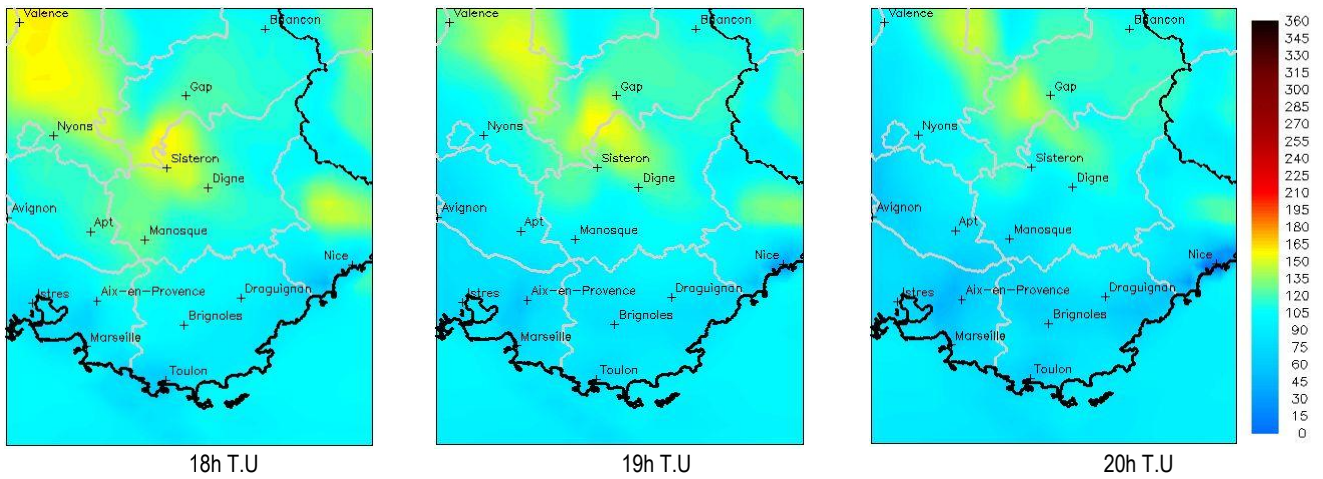 Valence
Briançon
Gap
Nyons
Sisteron
Digne
Avignon
Apt
Manosque
Nice
Istres
Aix-en-Provence
Draguignan
Brignoles
Marseille
Toulon
18h T.U
Valence
Briançon
Gap
Nyons
Sisteron
Digne
Avignon
Apt
Manosque
Nice
Istres
Aix-en-Provence
Draguignan
Brignoles
Marseille
Toulon
19h T.U
Valence
Briançon
Gap
Nyons
Sisteron
Digne
Avignon
Apt
Manosque
Nice
Istres
Aix-en-Provence
Draguignan
Brignoles
Marseille
Toulon
20h T.U
360
345
330
315
300
285
270
255
240
225
210
195
180
165
150
135
120
105
90
75
60
45
30
15
0